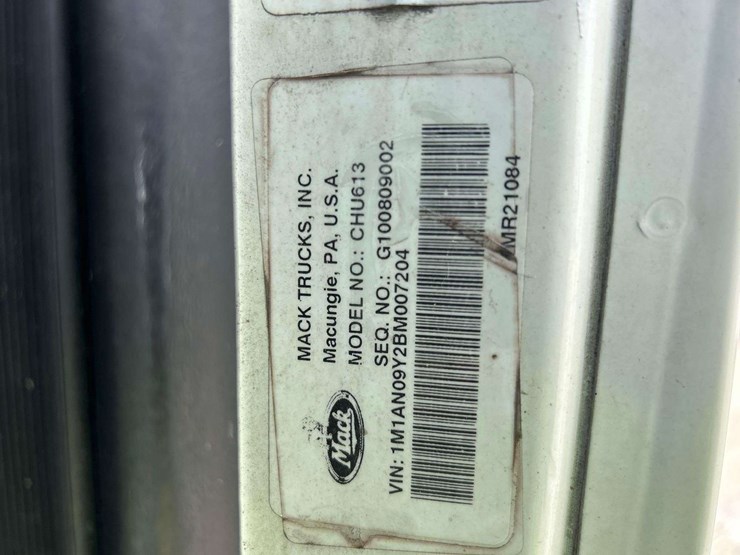 MACK TRUCKS, INC.
Macungie, PA, U.S.A.
MODEL NO.: CHU613
SEQ. NO.: G100809002
Mack
VIN: 1M1AN09Y2BM007204
MR21084